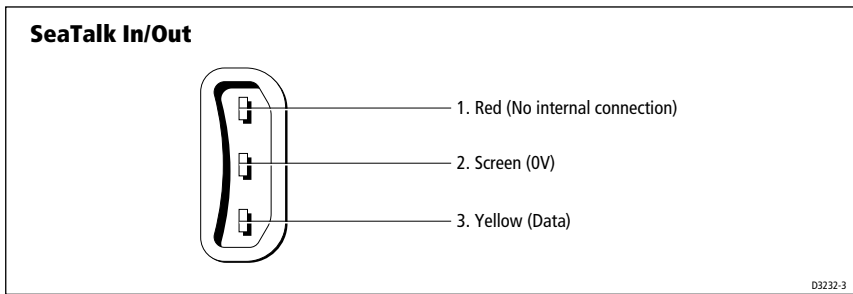 SeaTalk In/Out
1. Red (No internal connection)
2. Screen (0V)
3. Yellow (Data)
D3232-3